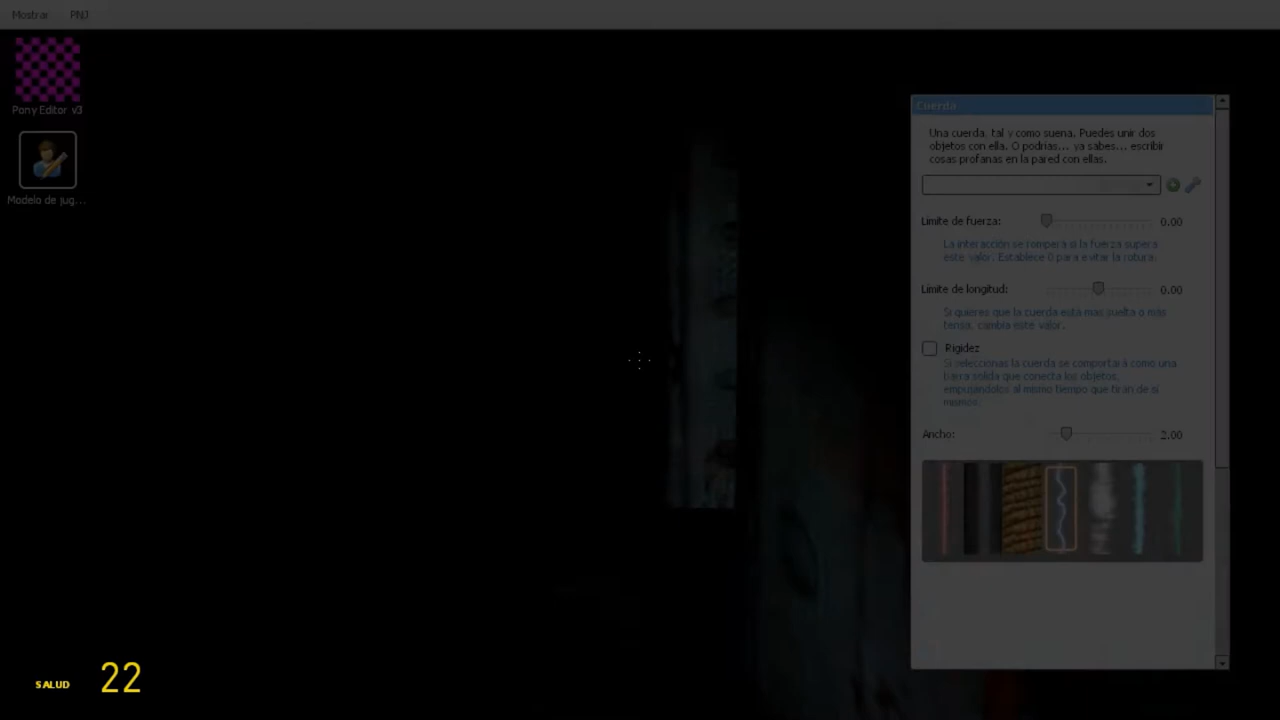 Mostrar PNJ
Pony Editor v3
Modelo de jug...
Cuerda
Una cuerda, tal y como suena. Puedes unir dos
objetos con ella. O podrías... ya sabes... escribir
cosas profanas en la pared con ellas.
Límite de fuerza: 0.00
La interacción se romperá si la fuerza supera
este valor. Establece 0 para evitar la rotura.
Límite de longitud: 0.00
Si quieres que la cuerda está más suelta o más
tensa, cambia este valor.
Rigidez
Si seleccionas la cuerda se comportará como una
barra sólida que conecta los objetos,
empujándolos al mismo tiempo que tiran de sí
mismos.
Ancho: 2.00
SALUD 22